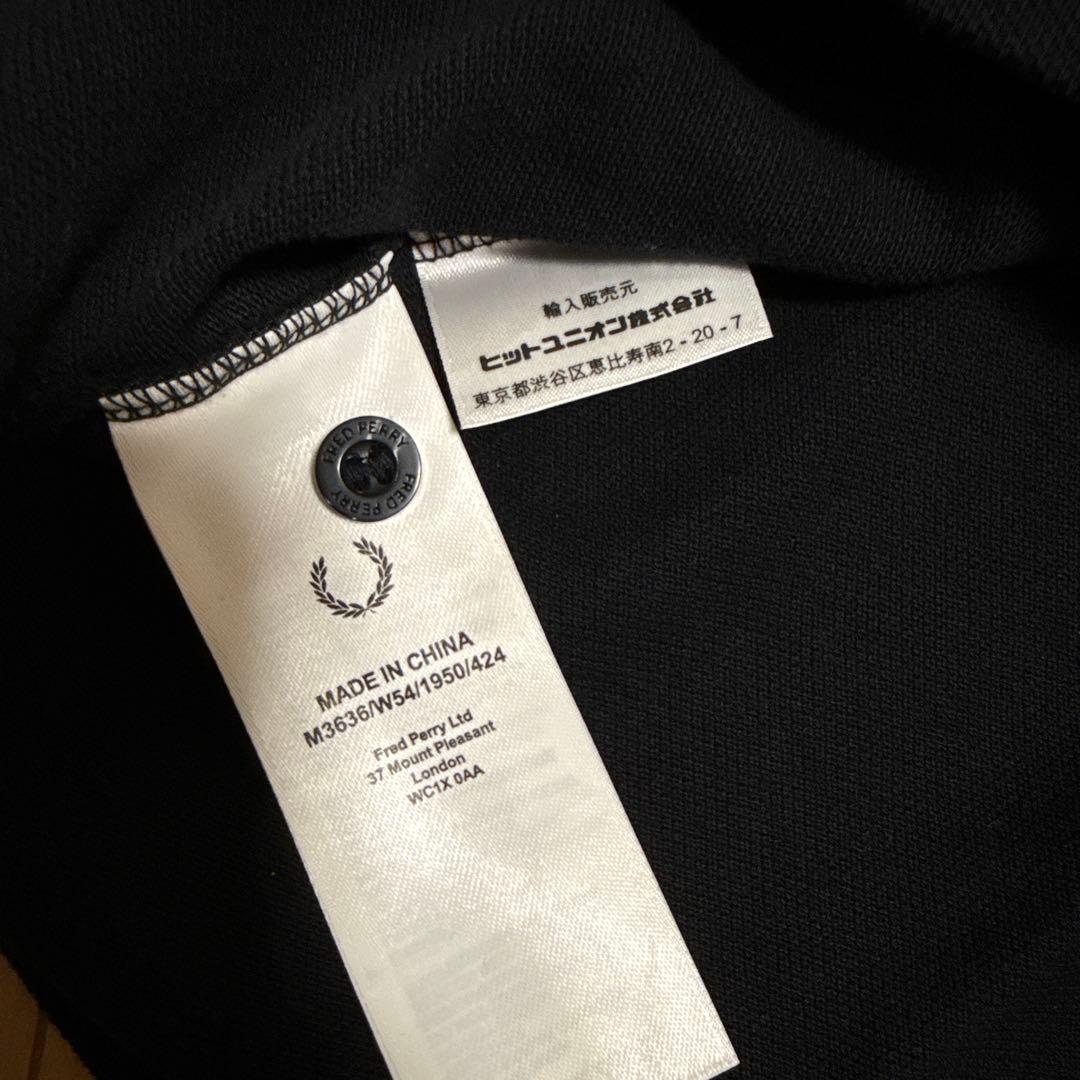 輸入販売元
ヒットユニオン株式会社
東京都渋谷区恵比寿南2-20-7
FRED PERRY
FRED PERRY
MADE IN CHINA
M3636/W54/1950/424
Fred Perry Ltd
37 Mount Pleasant
London
WC1X 0AA